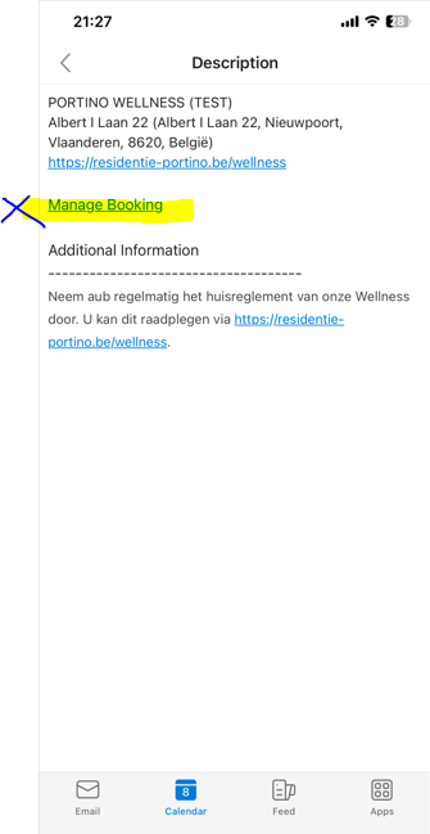 21:27
28
Description
PORTINO WELLNESS (TEST)
Albert I Laan 22 (Albert I Laan 22, Nieuwpoort,
Vlaanderen, 8620, België)
https://residentie-portino.be/wellness
Manage Booking
Additional Information
-------------------------------------
Neem aub regelmatig het huisreglement van onze Wellness
door. U kan dit raadplegen via https://residentie-
portino.be/wellness.
8
Email Calendar Feed Apps